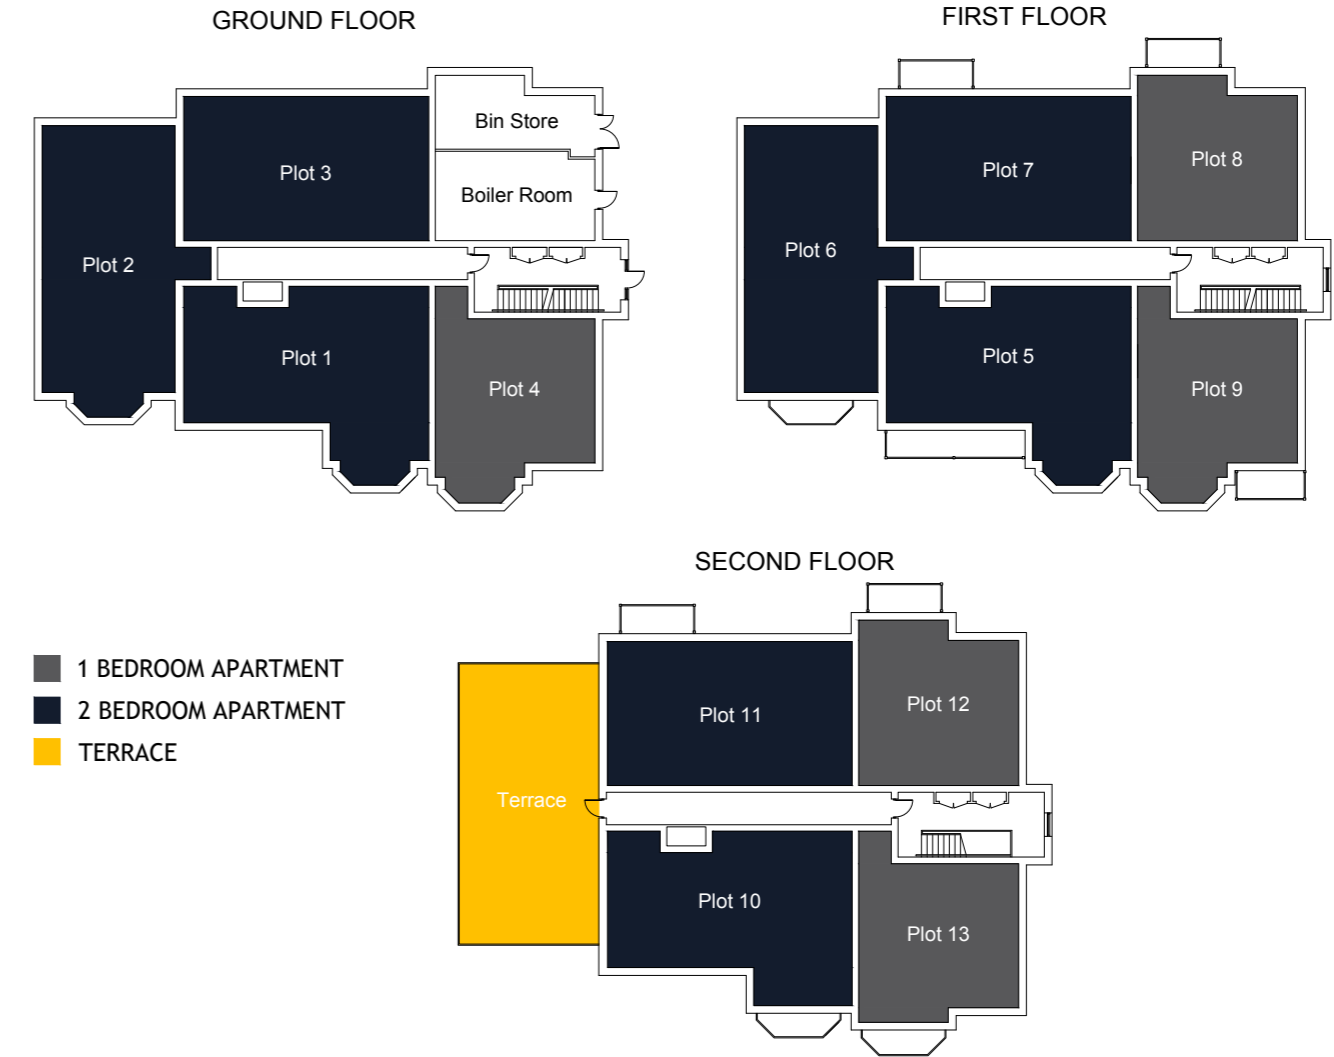 GROUND FLOOR
Bin Store
Plot 3
Boiler Room
Plot 2
Plot 1
Plot 4
FIRST FLOOR
Plot 8
Plot 7
Plot 6
Plot 5
Plot 9
SECOND FLOOR
Plot 12
Plot 11
Terrace
Plot 10
Plot 13
1 BEDROOM APARTMENT
2 BEDROOM APARTMENT
TERRACE